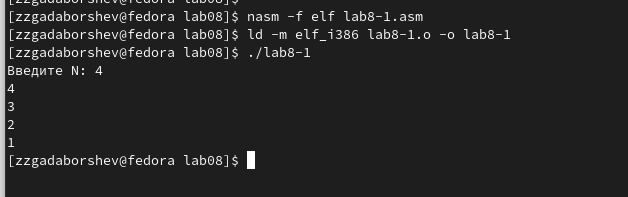 [zzgadaborshev@fedora lab08]$ nasm -f elf lab8-1.asm
[zzgadaborshev@fedora lab08]$ ld -m elf_i386 lab8-1.o -o lab8-1
[zzgadaborshev@fedora lab08]$ ./lab8-1
Введите N: 4
4
3
2
1
[zzgadaborshev@fedora lab08]$